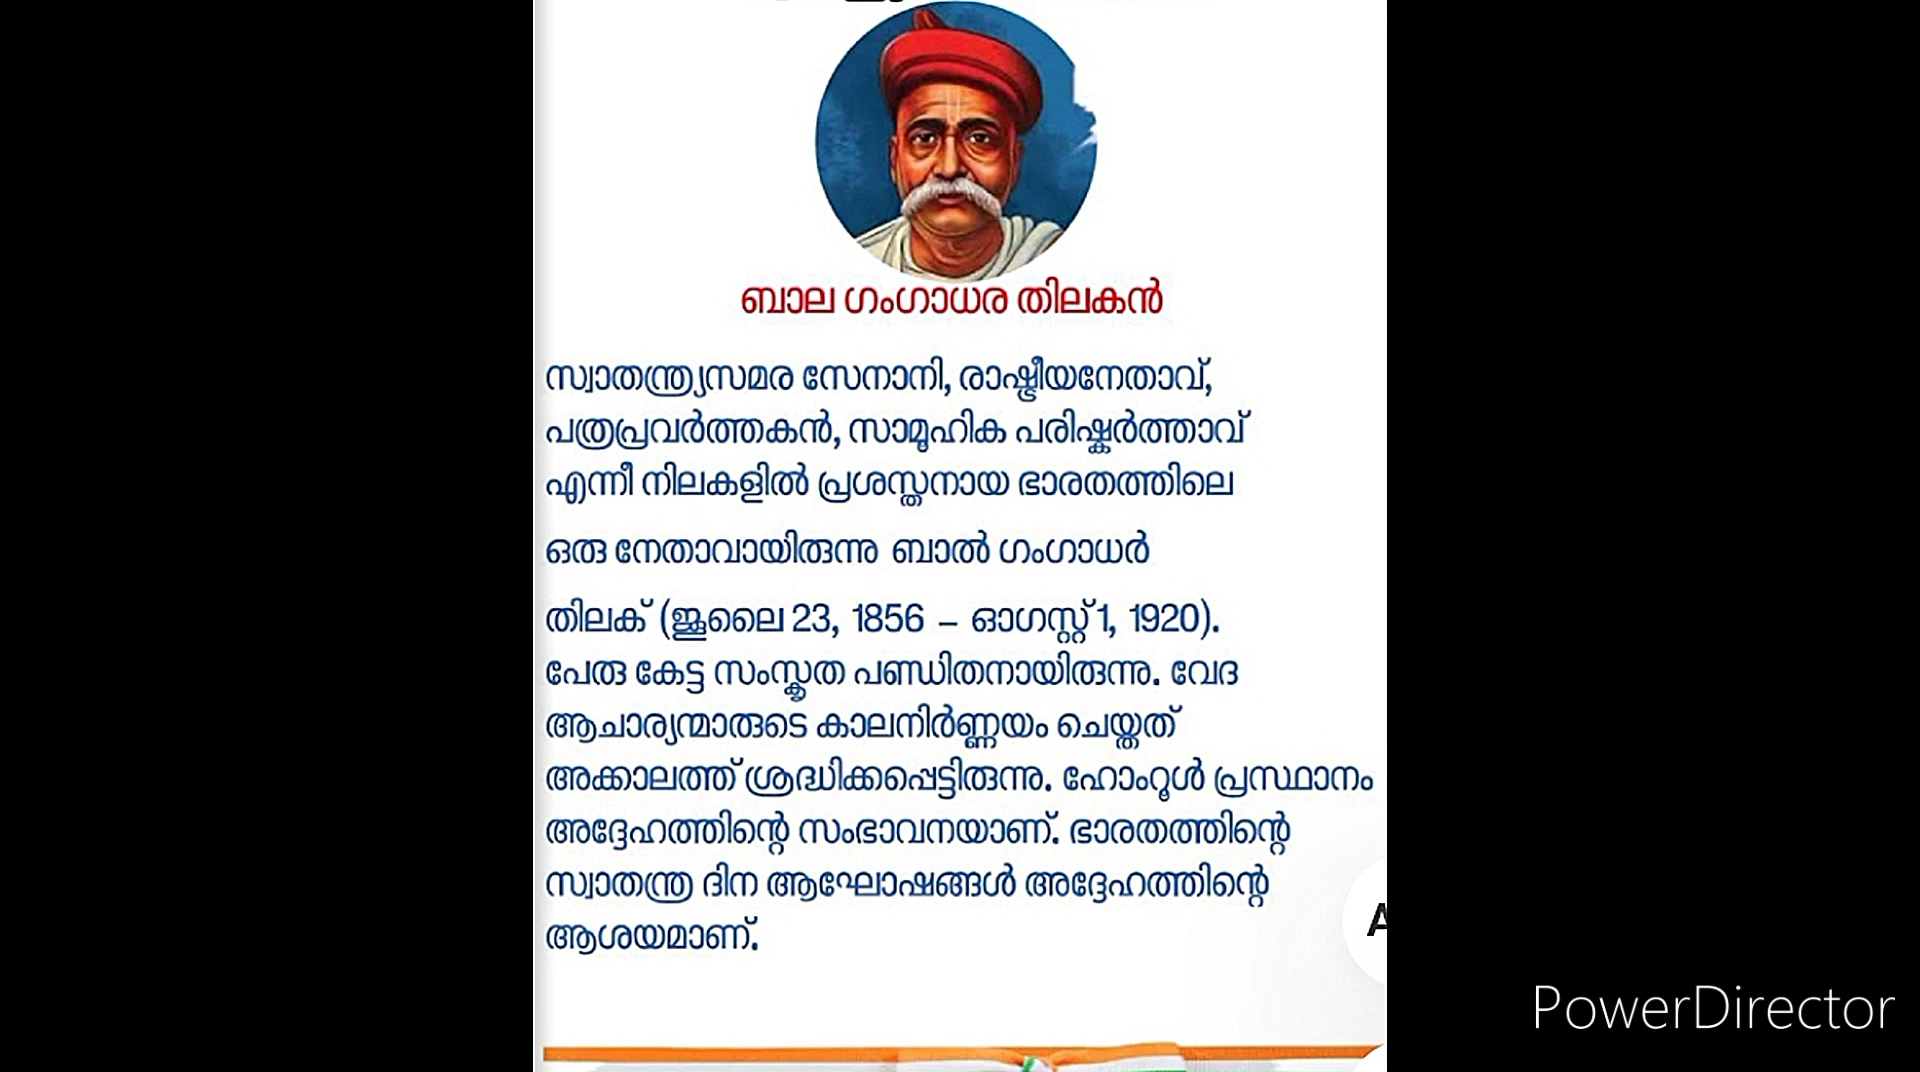 ബാല ഗംഗാധര തിലകൻ
സ്വാതന്ത്ര്യസമര സേനാനി, രാഷ്ട്രീയനേതാവ്,
പത്രപ്രവർത്തകൻ, സാമൂഹിക പരിഷ്കർത്താവ്
എന്നീ നിലകളിൽ പ്രശസ്തനായ ഭാരതത്തിലെ
ഒരു നേതാവായിരുന്നു ബാൽ ഗംഗാധർ
തിലക് (ജൂലൈ 23, 1856 – ഓഗസ്റ്റ് 1, 1920).
പേരു കേട്ട സംസ്കൃത പണ്ഡിതനായിരുന്നു. വേദ
ആചാര്യന്മാരുടെ കാലനിർണ്ണയം ചെയ്തത്
അക്കാലത്ത് ശ്രദ്ധിക്കപ്പെട്ടിരുന്നു. ഹോംറൂൾ പ്രസ്ഥാനം
അദ്ദേഹത്തിന്റെ സംഭാവനയാണ്. ഭാരതത്തിന്റെ
സ്വാതന്ത്ര ദിന ആഘോഷങ്ങൾ അദ്ദേഹത്തിന്റെ
ആശയമാണ്.
A
PowerDirector